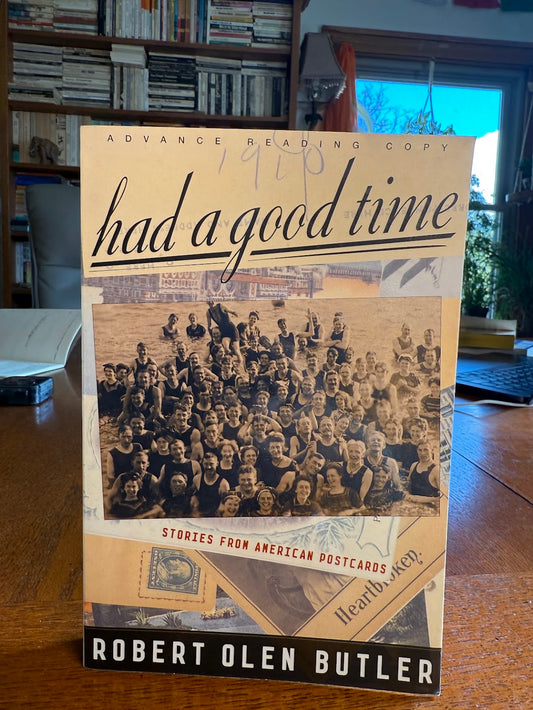 ADVANCE READING COPY
1910
had a good time
STORIES FROM AMERICAN POSTCARDS
Heartbroken.
ROBERT OLEN BUTLER